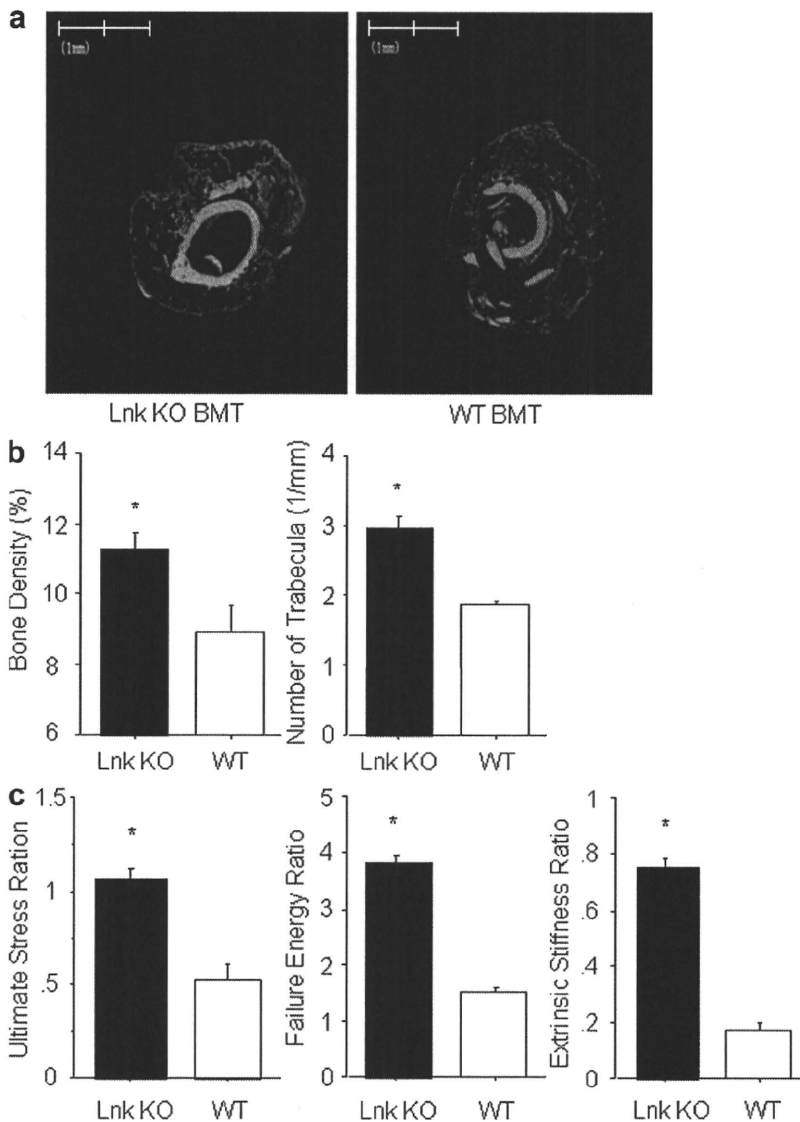 a
(1mm)
(1mm)
Lnk KO BMT
WT BMT
b
Bone Density (%)
14
12
10
8
6
*
Lnk KO
WT
Number of Trabecula (1/mm)
4
3
2
1
0
*
Lnk KO
WT
c
Ultimate Stress Ration
1.5
1
.5
0
*
Lnk KO
WT
Failure Energy Ratio
5
4
3
2
1
0
*
Lnk KO
WT
Extrinsic Stiffness Ratio
1
.8
.6
.4
.2
0
*
Lnk KO
WT